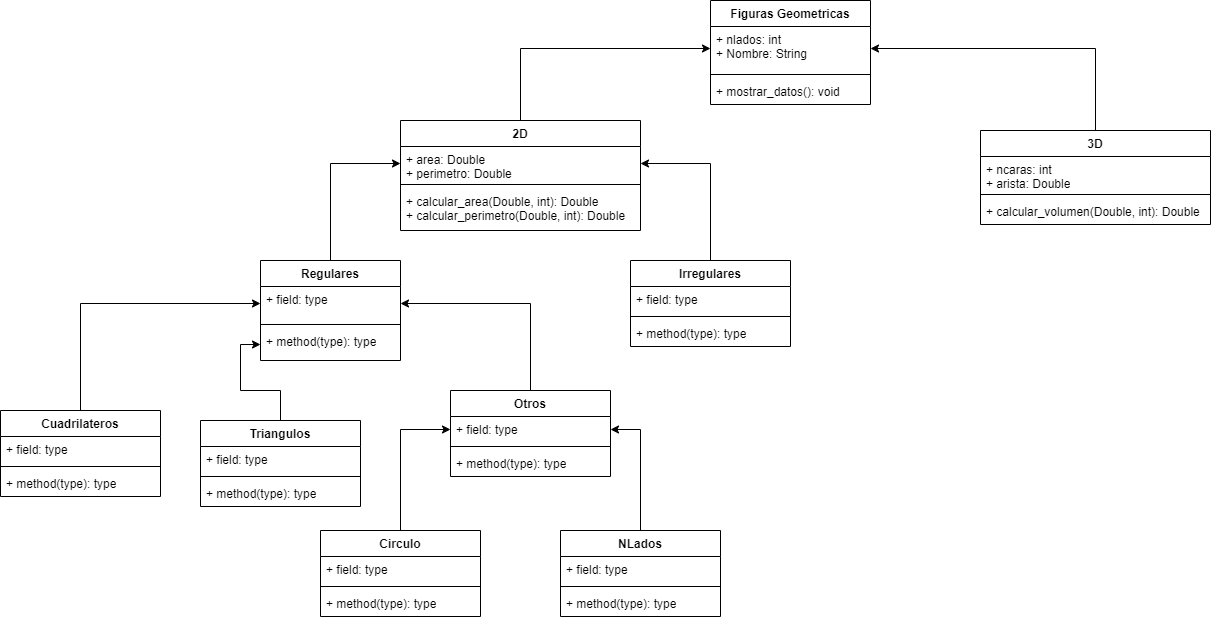 Figuras Geometricas
+ nlados: int
+ Nombre: String
+ mostrar_datos(): void
2D
+ area: Double
+ perimetro: Double
+ calcular_area(Double, int): Double
+ calcular_perimetro(Double, int): Double
3D
+ ncaras: int
+ arista: Double
+ calcular_volumen(Double, int): Double
Regulares
+ field: type
+ method(type): type
Irregulares
+ field: type
+ method(type): type
Cuadrilateros
+ field: type
+ method(type): type
Triangulos
+ field: type
+ method(type): type
Otros
+ field: type
+ method(type): type
Circulo
+ field: type
+ method(type): type
NLados
+ field: type
+ method(type): type